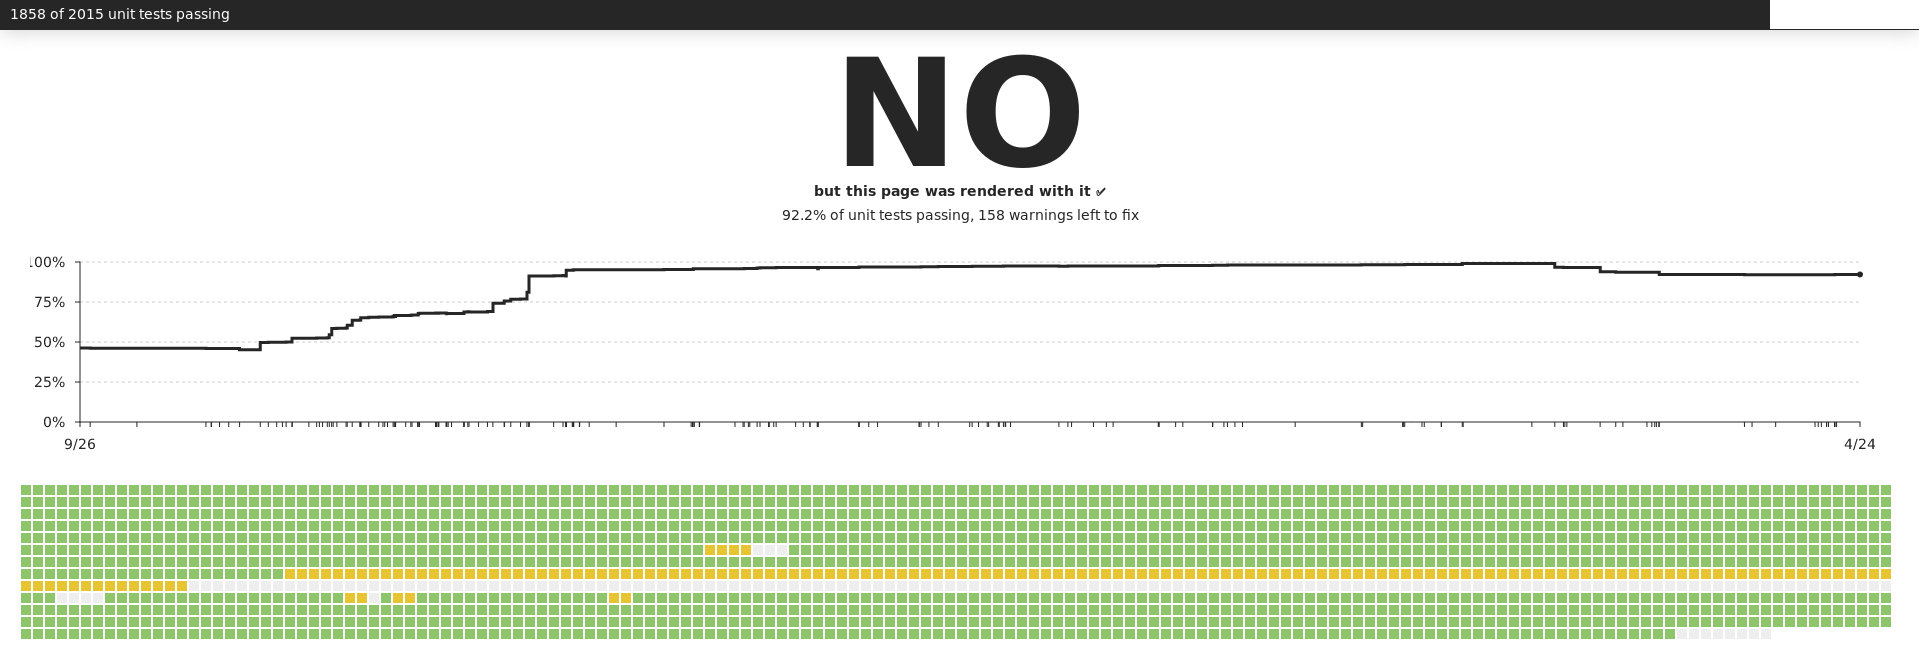 1858 of 2015 unit tests passing
NO
but this page was rendered with it ✔
92.2% of unit tests passing, 158 warnings left to fix
100%
75%
50%
25%
0%
9/26 4/24